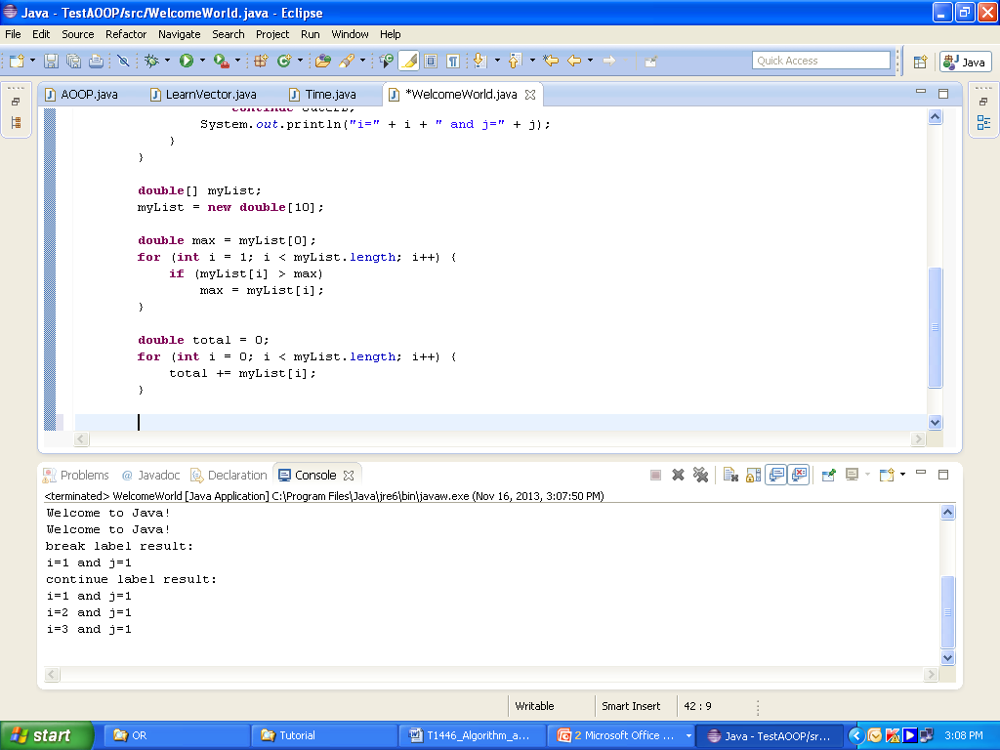 Java - TestAOOP/src/WelcomeWorld.java - Eclipse
File Edit Source Refactor Navigate Search Project Run Window Help
Quick Access
Java
AOOP.java LearnVector.java Time.java *WelcomeWorld.java
System.out.println("i=" + i + " and j=" + j);
}
}
double[] myList;
myList = new double[10];
double max = myList[0];
for (int i = 1; i < myList.length; i++) {
if (myList[i] > max)
max = myList[i];
}
double total = 0;
for (int i = 0; i < myList.length; i++) {
total += myList[i];
}
Problems @ Javadoc Declaration Console
<terminated> WelcomeWorld [Java Application] C:\Program Files\Java\jre6\bin\javaw.exe (Nov 16, 2013, 3:07:50 PM)
Welcome to Java!
Welcome to Java!
break label result:
i=1 and j=1
continue label result:
i=1 and j=1
i=2 and j=1
i=3 and j=1
Writable Smart Insert 42 : 9
start OR Tutorial T1446_Algorithm_a... 2 Microsoft Office ... Java - TestAOOP/sr... 3:08 PM